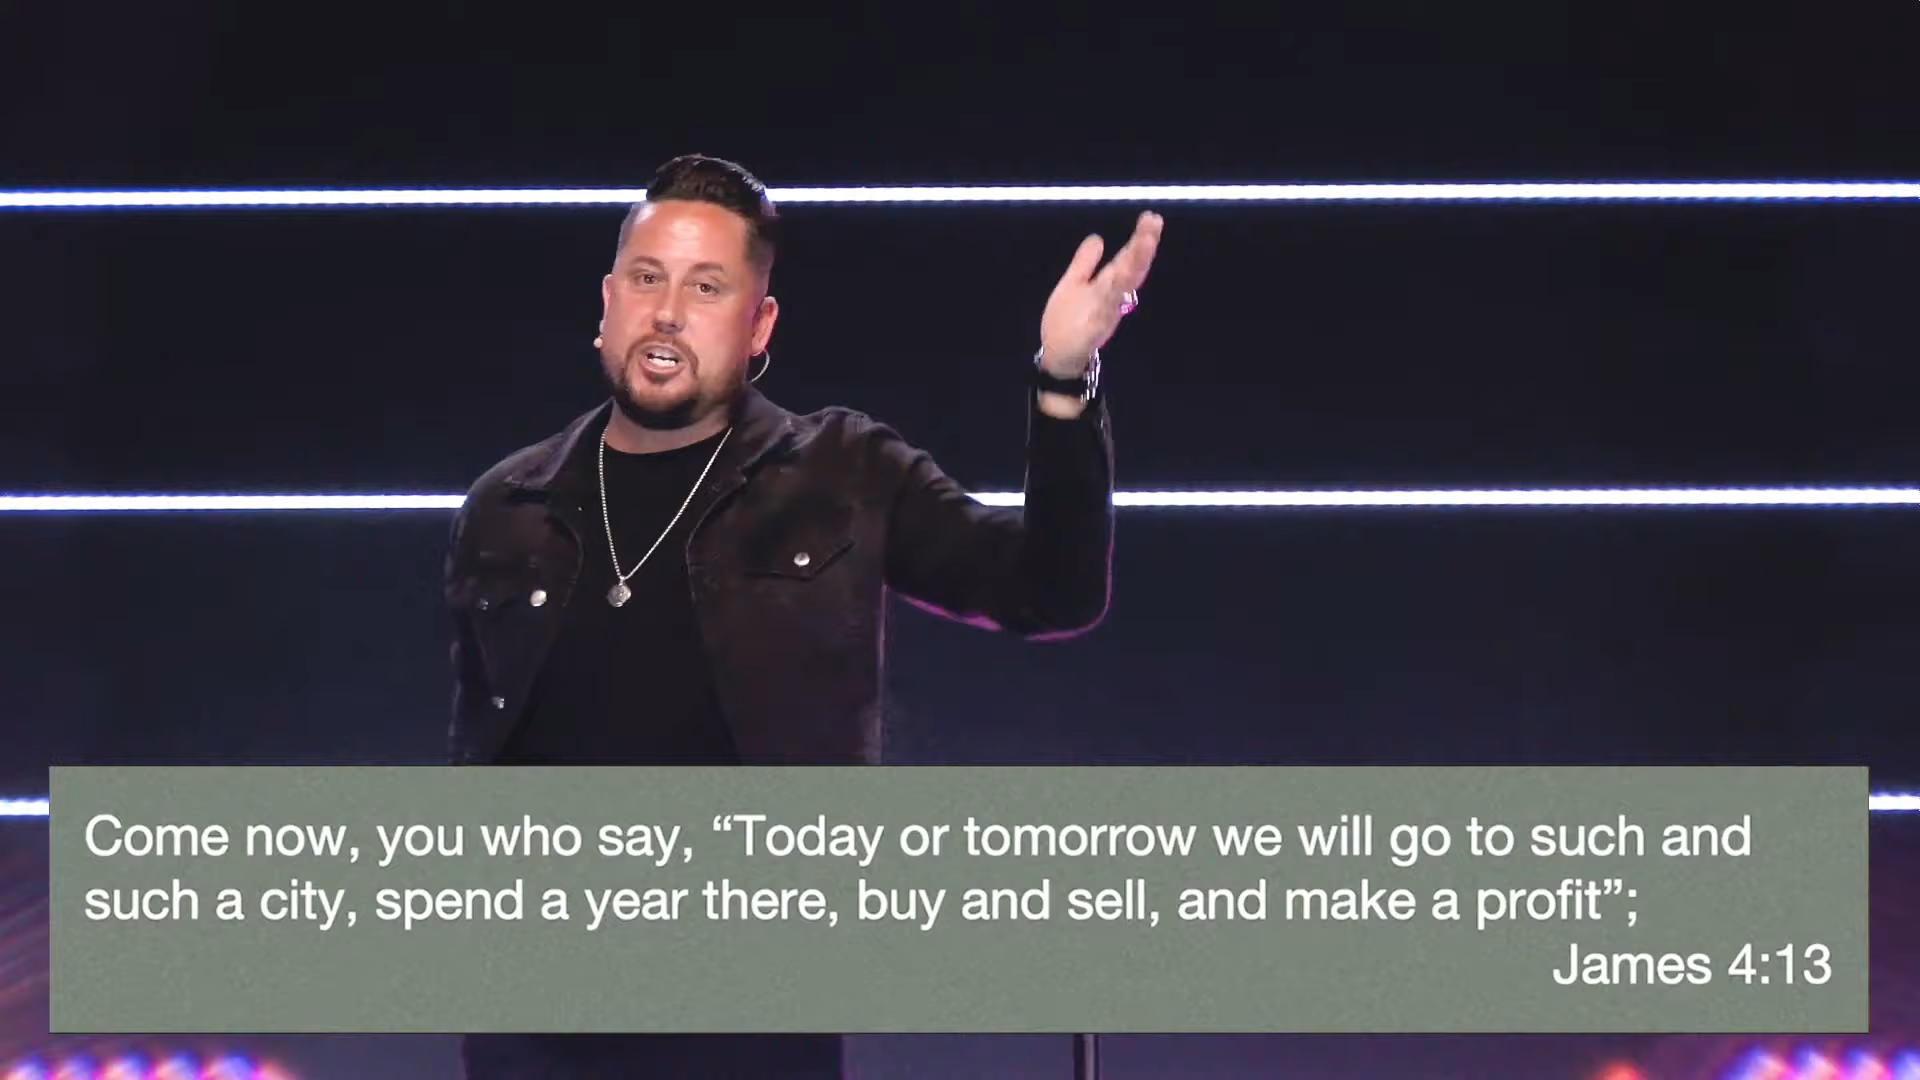 Come now, you who say, “Today or tomorrow we will go to such and
such a city, spend a year there, buy and sell, and make a profit”;
James 4:13